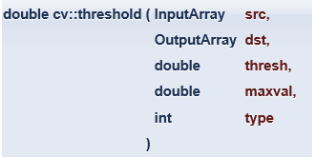 double cv::threshold ( InputArray src,
OutputArray dst,
double thresh,
double maxval,
int type
)